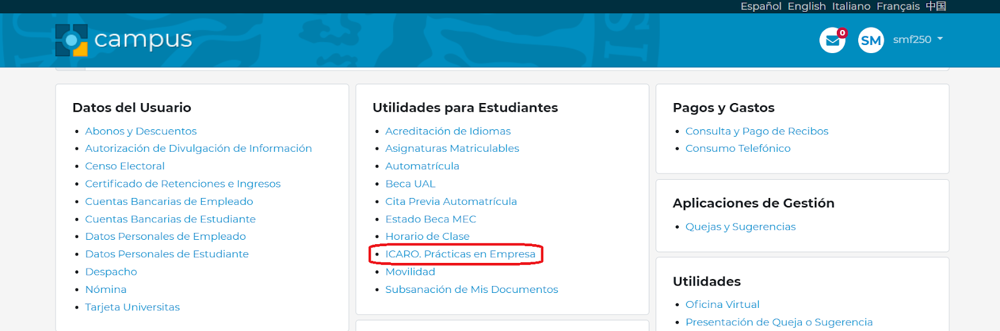 Español English Italiano Français 中国
campus
0
SM
smf250
Datos del Usuario
Abonos y Descuentos
Autorización de Divulgación de Información
Censo Electoral
Certificado de Retenciones e Ingresos
Cuentas Bancarias de Empleado
Cuentas Bancarias de Estudiante
Datos Personales de Empleado
Datos Personales de Estudiante
Despacho
Nómina
Tarjeta Universitas
Utilidades para Estudiantes
Acreditación de Idiomas
Asignaturas Matriculables
Automatrícula
Beca UAL
Cita Previa Automatrícula
Estado Beca MEC
Horario de Clase
ICARO. Prácticas en Empresa
Movilidad
Subsanación de Mis Documentos
Pagos y Gastos
Consulta y Pago de Recibos
Consumo Telefónico
Aplicaciones de Gestión
Quejas y Sugerencias
Utilidades
Oficina Virtual
Presentación de Queja o Sugerencia